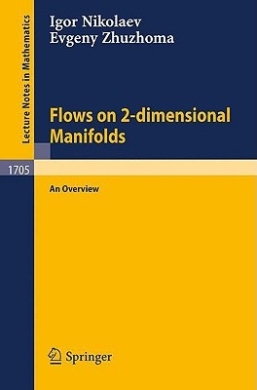 Igor Nikolaev
Evgeny Zhuzhoma
Lecture Notes in Mathematics
Flows on 2-dimensional
Manifolds
1705
An Overview
Springer